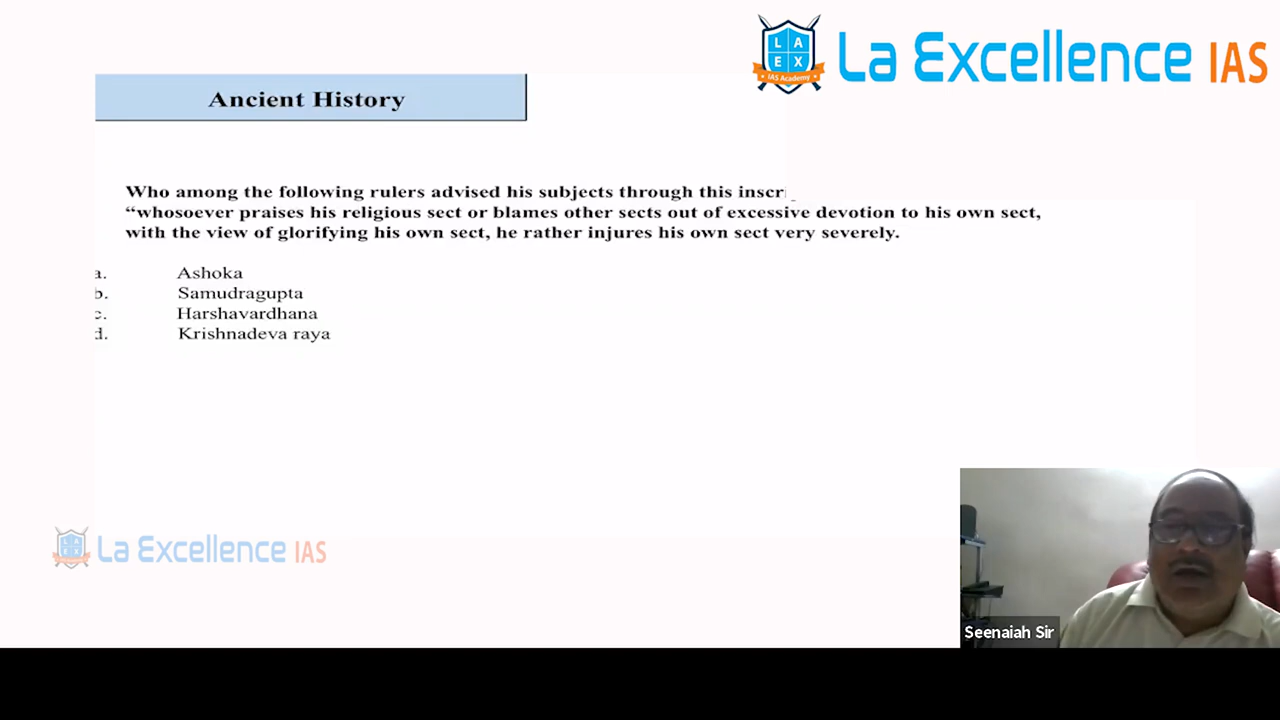 L A
E X
IAS Academy
La Excellence IAS
Ancient History
Who among the following rulers advised his subjects through this
“whosoever praises his religious sect or blames other sects out of excessive devotion to his own sect,
with the view of glorifying his own sect, he rather injures his own sect very severely.
a. Ashoka
b. Samudragupta
c. Harshavardhana
d. Krishnadeva raya
La Excellence IAS
Seenaiah Sir